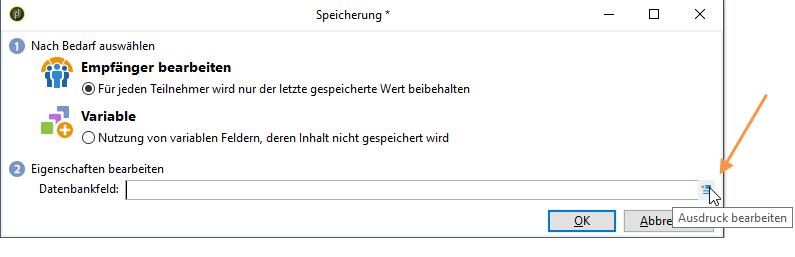 Speicherung *
1 Nach Bedarf auswählen
Empfänger bearbeiten
Für jeden Teilnehmer wird nur der letzte gespeicherte Wert beibehalten
Variable
Nutzung von variablen Feldern, deren Inhalt nicht gespeichert wird
2 Eigenschaften bearbeiten
Datenbankfeld:
OK
Abbre
Ausdruck bearbeiten